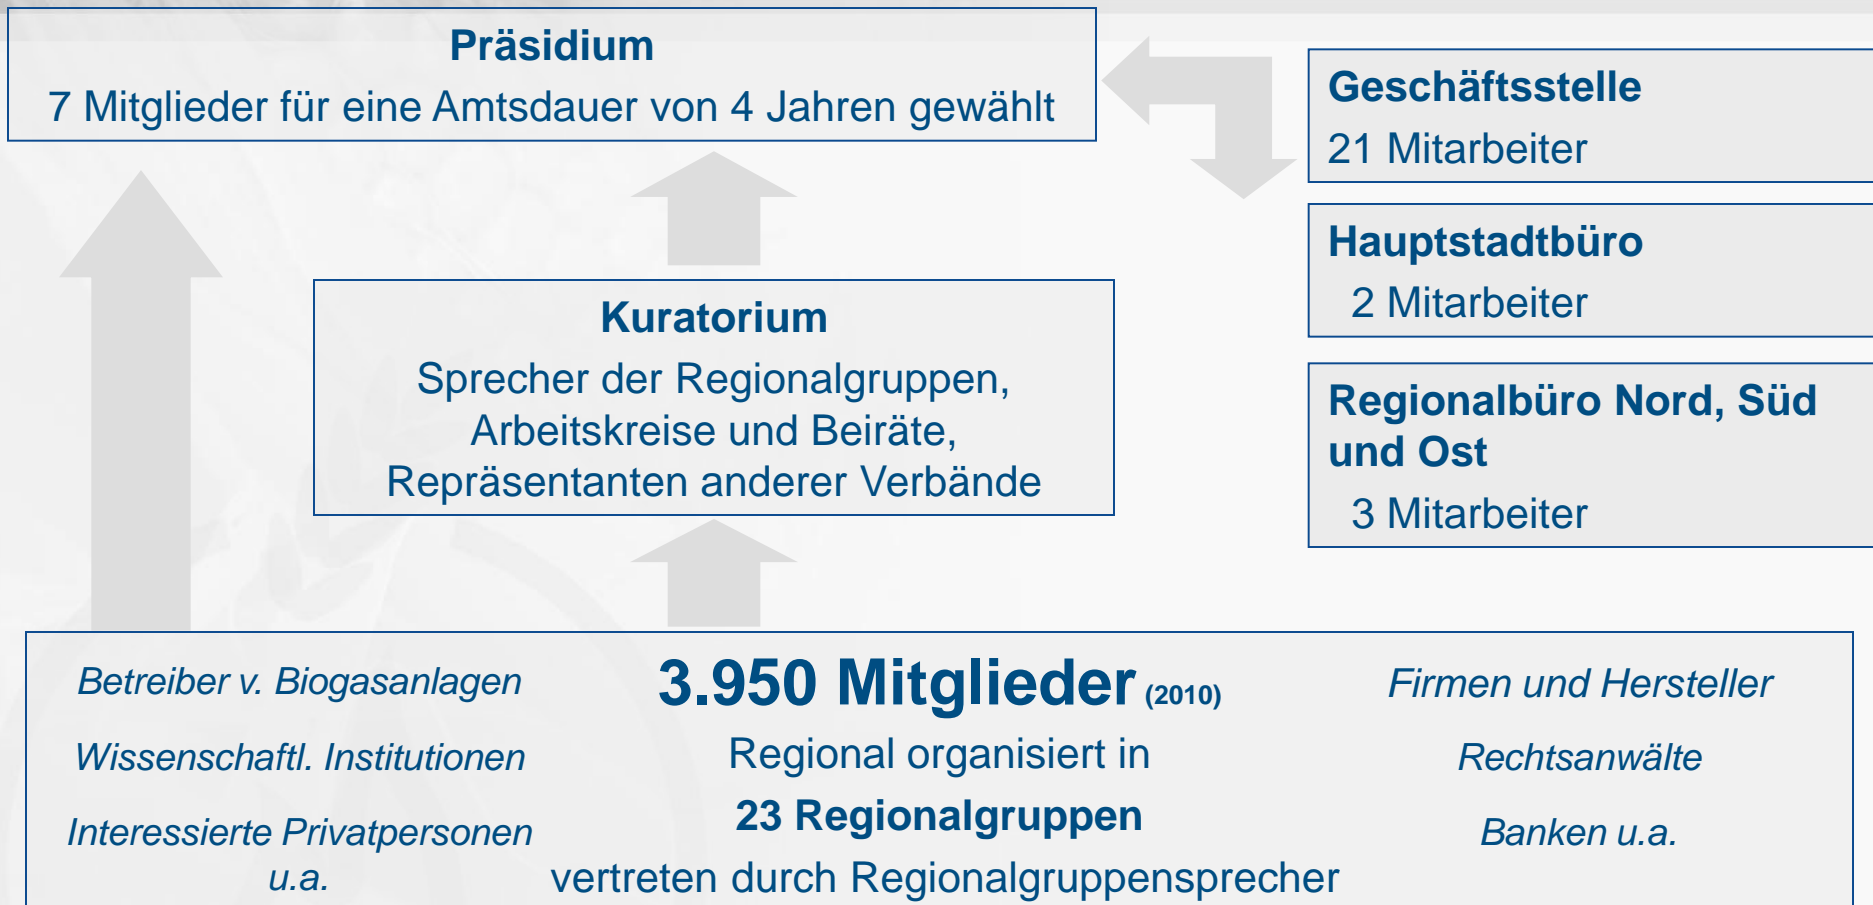 Präsidium
7 Mitglieder für eine Amtsdauer von 4 Jahren gewählt
Geschäftsstelle
21 Mitarbeiter
Hauptstadtbüro
2 Mitarbeiter
Regionalbüro Nord, Süd
und Ost
3 Mitarbeiter
Kuratorium
Sprecher der Regionalgruppen,
Arbeitskreise und Beiräte,
Repräsentanten anderer Verbände
Betreiber v. Biogasanlagen
Wissenschaftl. Institutionen
Interessierte Privatpersonen
u.a.
3.950 Mitglieder (2010)
Regional organisiert in
23 Regionalgruppen
vertreten durch Regionalgruppensprecher
Firmen und Hersteller
Rechtsanwälte
Banken u.a.